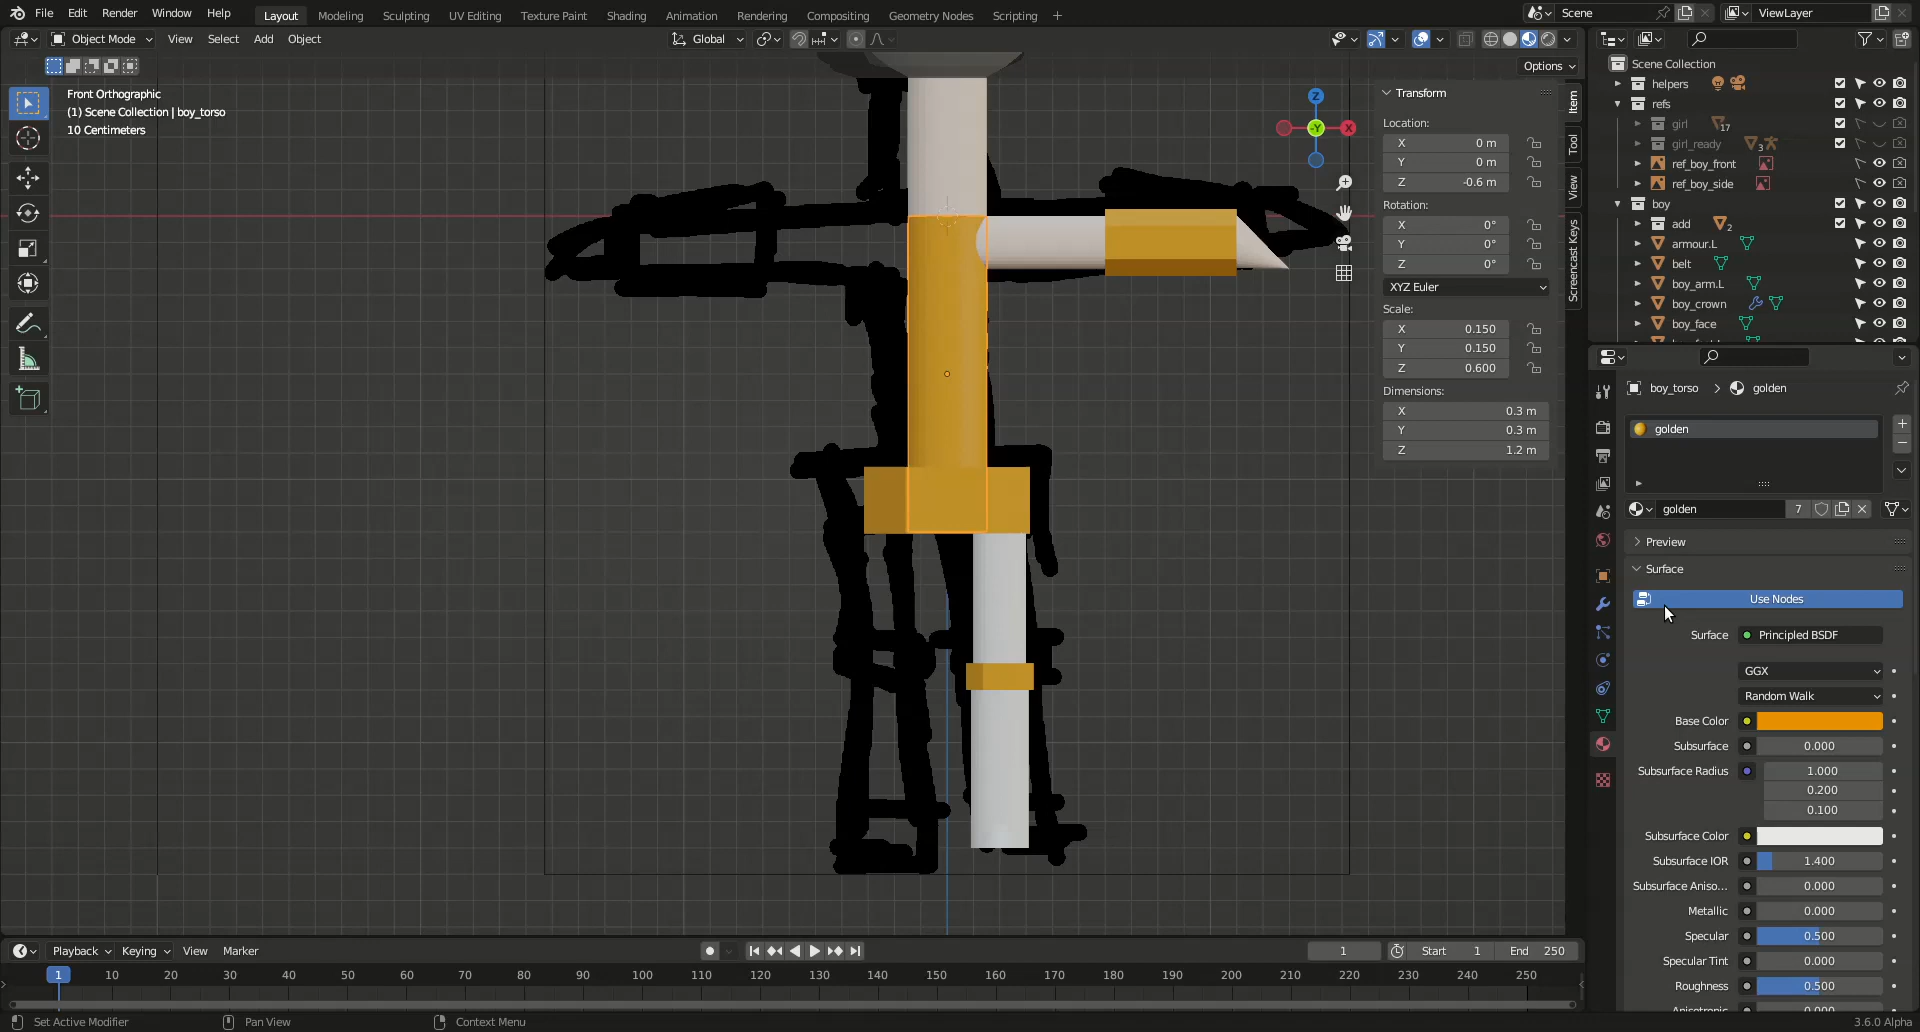 File Edit Render Window Help Layout Modeling Sculpting UV Editing Texture Paint Shading Animation Rendering Compositing Geometry Nodes Scripting + Scene ViewLayer
Object Mode View Select Add Object Global
Options
Front Orthographic
(1) Scene Collection | boy_torso
10 Centimeters
Z
-Y
X
Transform
Location:
X 0 m
Y 0 m
Z -0.6 m
Rotation:
X 0°
Y 0°
Z 0°
XYZ Euler
Scale:
X 0.150
Y 0.150
Z 0.600
Dimensions:
X 0.3 m
Y 0.3 m
Z 1.2 m
Item
Tool
View
Screencast Keys
Scene Collection
helpers
refs
girl 17
girl_ready 3
ref_boy_front
ref_boy_side
boy
add 2
armour.L
belt
boy_arm.L
boy_crown
boy_face
boy_torso > golden
golden
golden 7
Preview
Surface
Use Nodes
Surface Principled BSDF
GGX
Random Walk
Base Color
Subsurface 0.000
Subsurface Radius 1.000
0.200
0.100
Subsurface Color
Subsurface IOR 1.400
Subsurface Aniso... 0.000
Metallic 0.000
Specular 0.500
Specular Tint 0.000
Roughness 0.500
Playback Keying View Marker 1 Start 1 End 250
1 10 20 30 40 50 60 70 80 90 100 110 120 130 140 150 160 170 180 190 200 210 220 230 240 250
Set Active Modifier Pan View Context Menu 3.6.0 Alpha